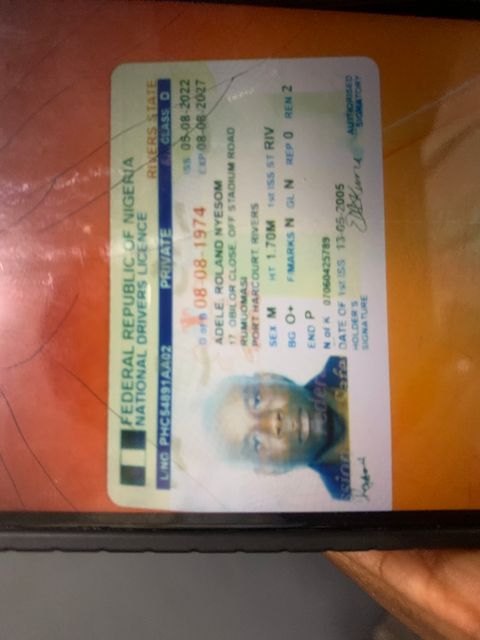 FEDERAL REPUBLIC OF NIGERIA
NATIONAL DRIVERS LICENCE
RIVERS STATE
L/NO PHC54891AA02 PRIVATE CLASS D
ISS 05-08-2022
D of B 08-08-1974 EXP 08-08-2027
ADELE, ROLAND NYESOM
17, OBILOR CLOSE, OFF STADIUM ROAD
RUMUOMASI
PORT HARCOURT, RIVERS
SEX M HT 1.70M 1st ISS ST RIV
BG O+ F/MARKS N GL N REP 0 REN 2
END P
N of K 07060425789
DATE OF 1st ISS 13-05-2005
HOLDER'S
SIGNATURE
AUTHORISED
SIGNATORY